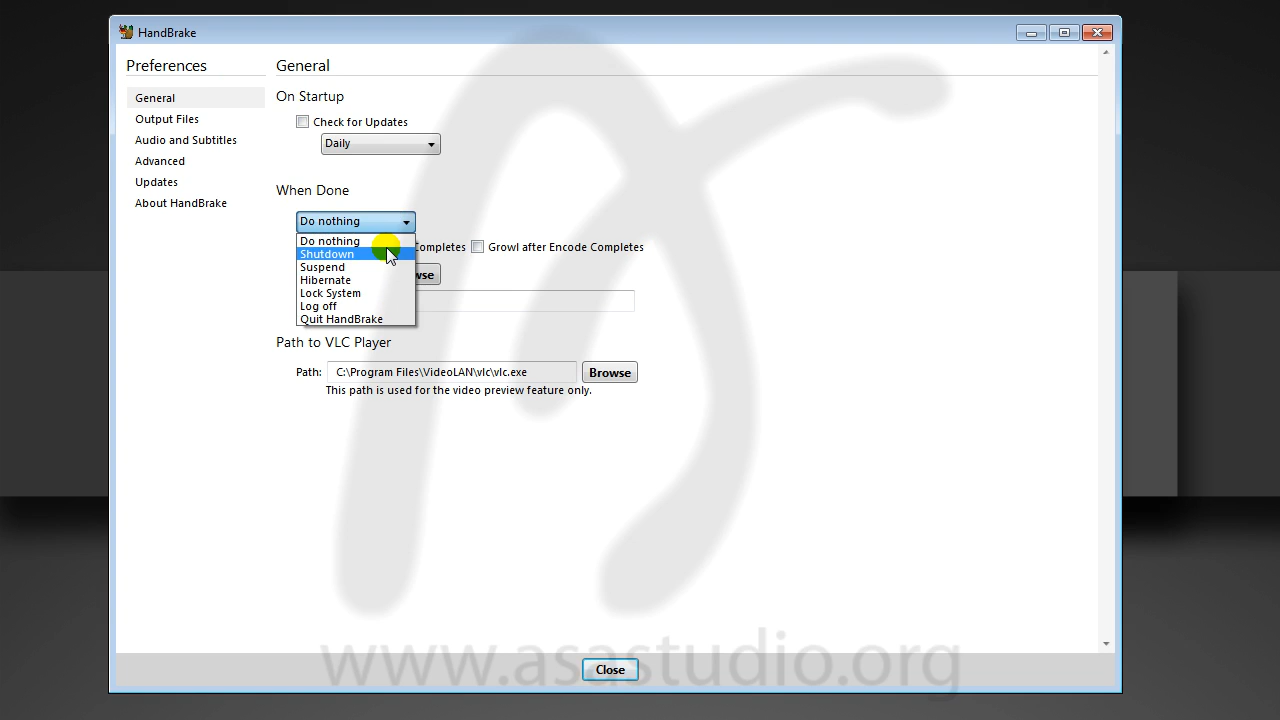 HandBrake
Preferences
General
Output Files
Audio and Subtitles
Advanced
Updates
About HandBrake
General
On Startup
Check for Updates
Daily
When Done
Do nothing
Do nothing
Shutdown
Suspend
Hibernate
Lock System
Log off
Quit HandBrake
Completes
Growl after Encode Completes
wse
Path to VLC Player
Path: C:\Program Files\VideoLAN\vlc\vlc.exe Browse
This path is used for the video preview feature only.
www.asastudio.org
Close